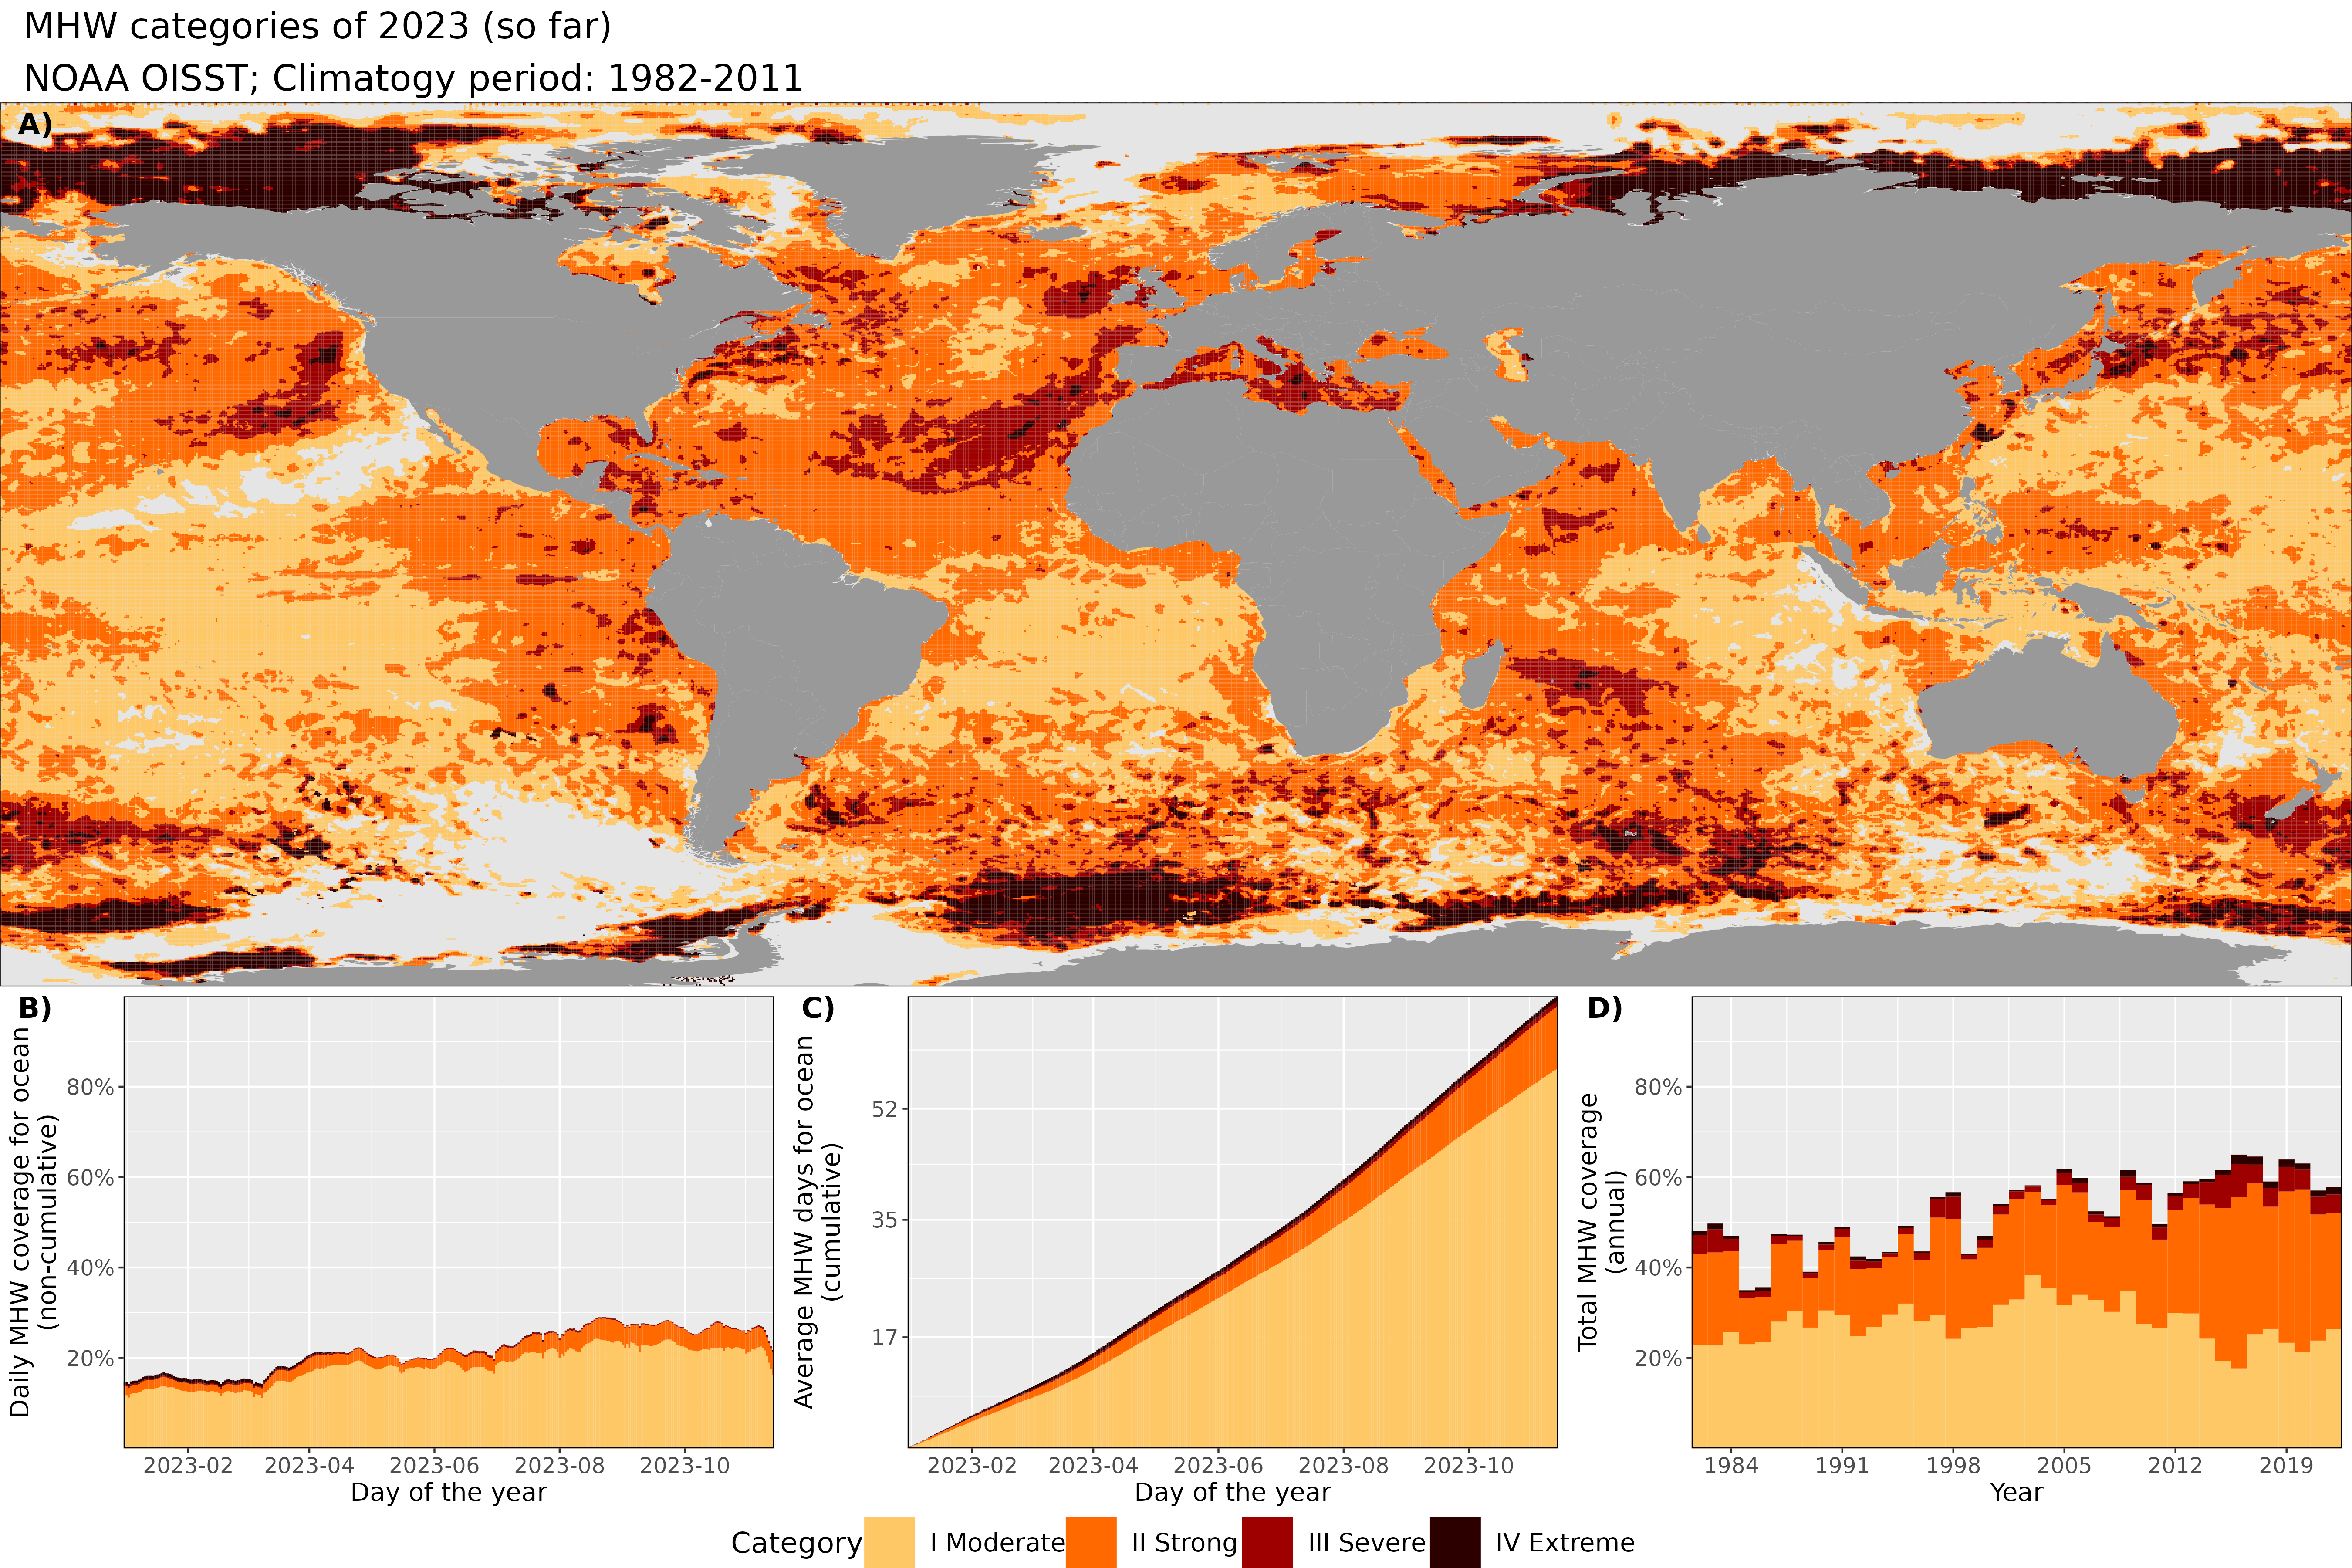 MHW categories of 2023 (so far)
NOAA OISST; Climatogy period: 1982-2011
A)
B)
Daily MHW coverage for ocean
(non-cumulative)
80%
60%
40%
20%
2023-02 2023-04 2023-06 2023-08 2023-10
Day of the year
C)
Average MHW days for ocean
(cumulative)
52
35
17
2023-02 2023-04 2023-06 2023-08 2023-10
Day of the year
D)
Total MHW coverage
(annual)
80%
60%
40%
20%
1984 1991 1998 2005 2012 2019
Year
Category I Moderate II Strong III Severe IV Extreme